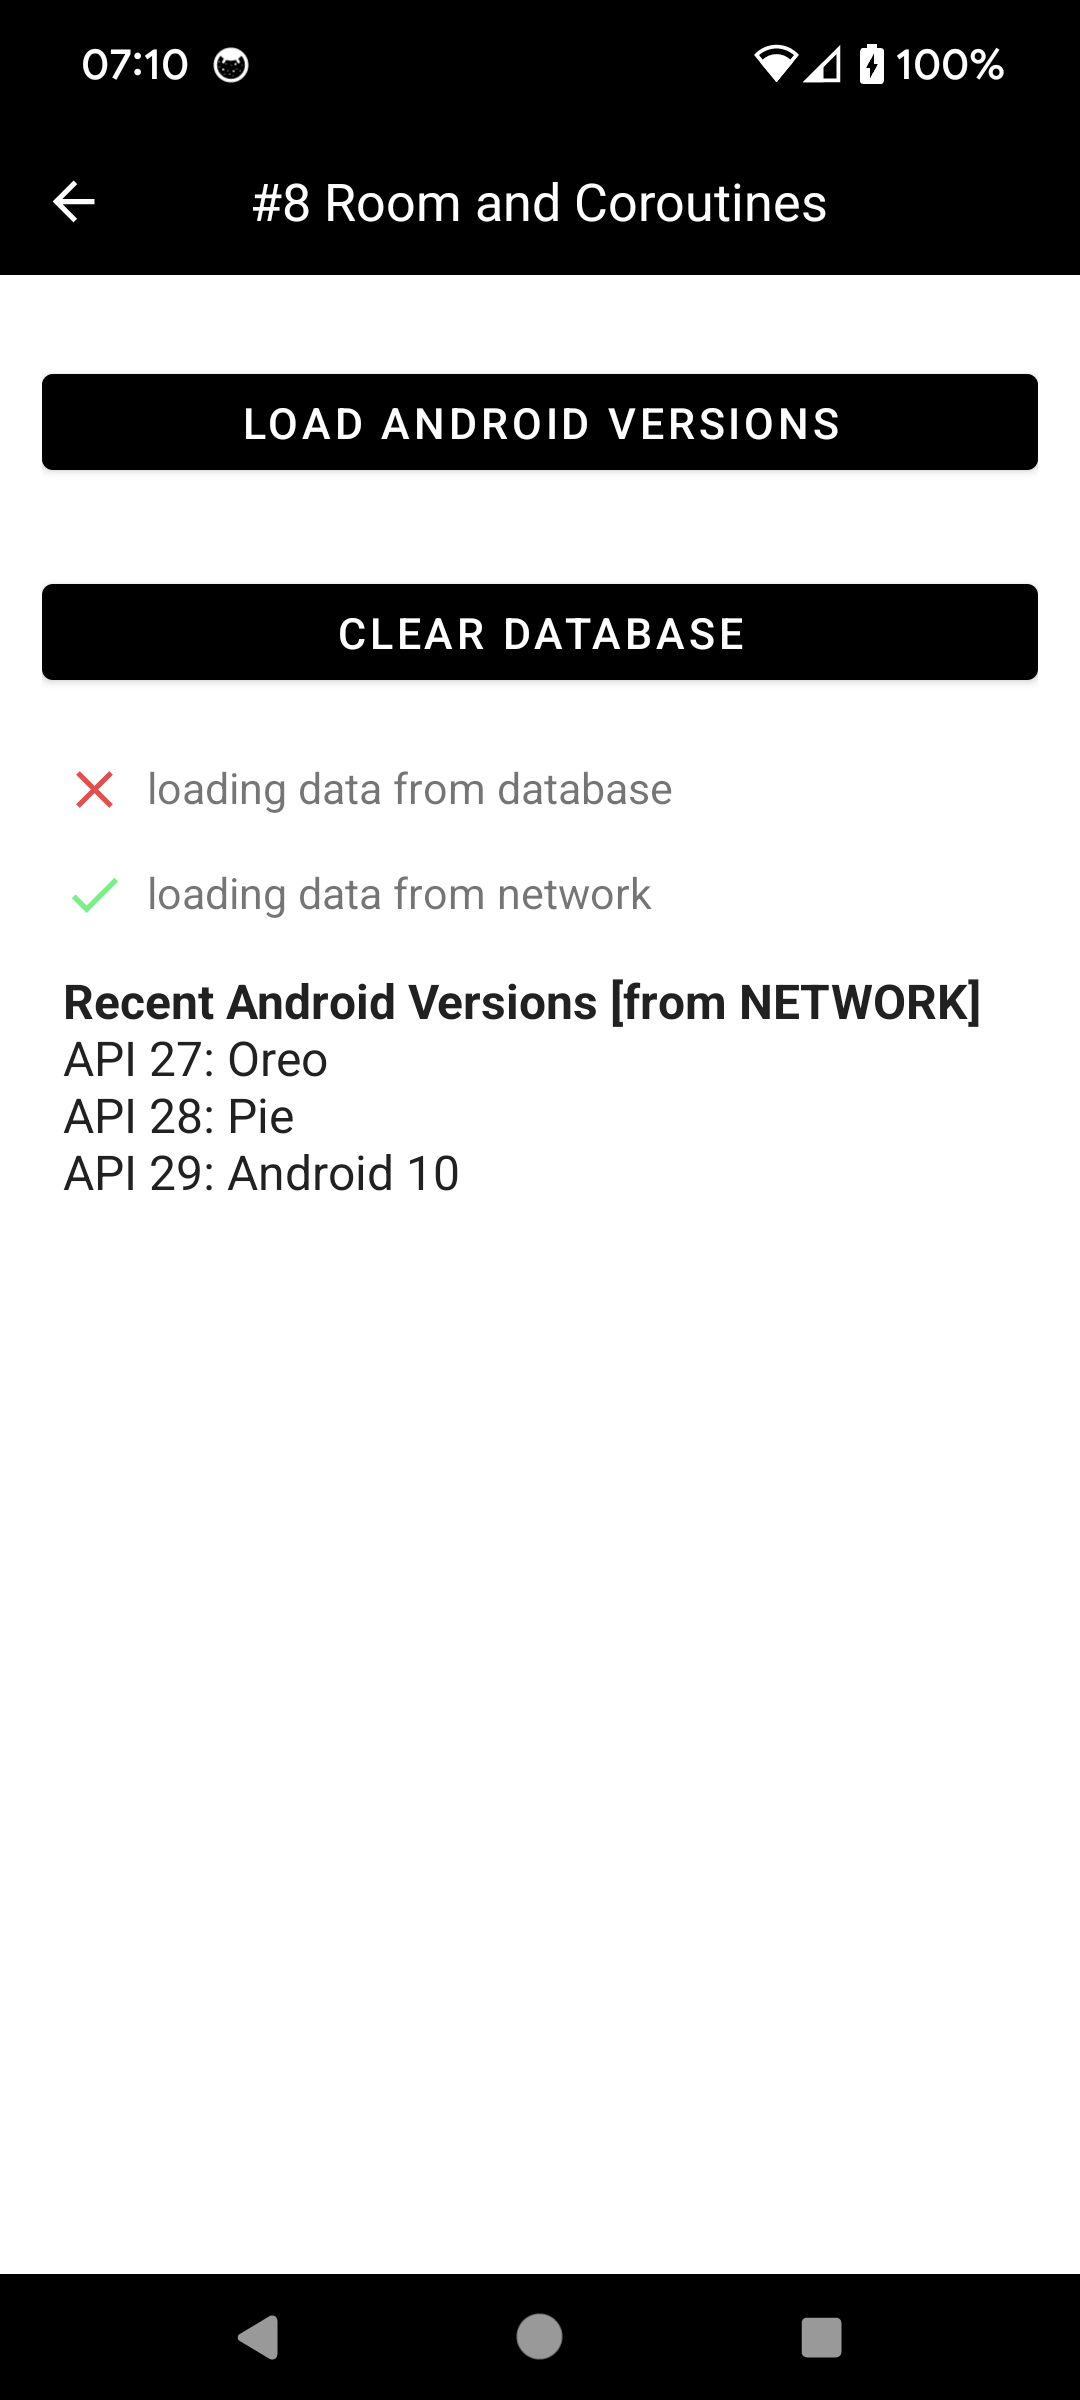 07:10 100%
#8 Room and Coroutines
LOAD ANDROID VERSIONS
CLEAR DATABASE
loading data from database
loading data from network
Recent Android Versions [from NETWORK]
API 27: Oreo
API 28: Pie
API 29: Android 10